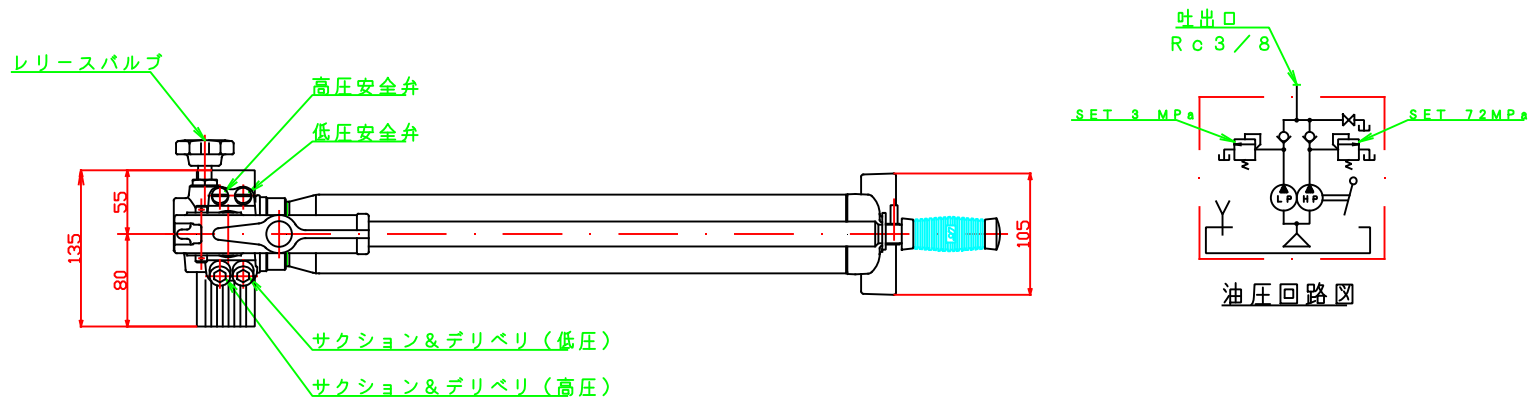 吐出口
Rc3/8
レリースバルブ
高圧安全弁
低圧安全弁
SET 3 MPa
SET 72MPa
55
135
80
105
LP
HP
油圧回路図
サクション&デリベリ(低圧)
サクション&デリベリ(高圧)